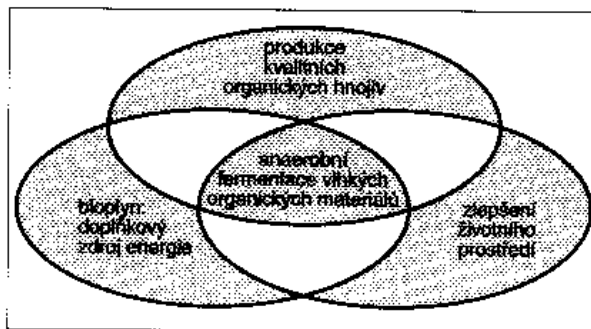 produkce
kvalitních
organických hnojiv
anaerobní
fermentace vlhkých
organických materiálů
bioplyn:
doplňkový
zdroj energie
zlepšení
životního
prostředí